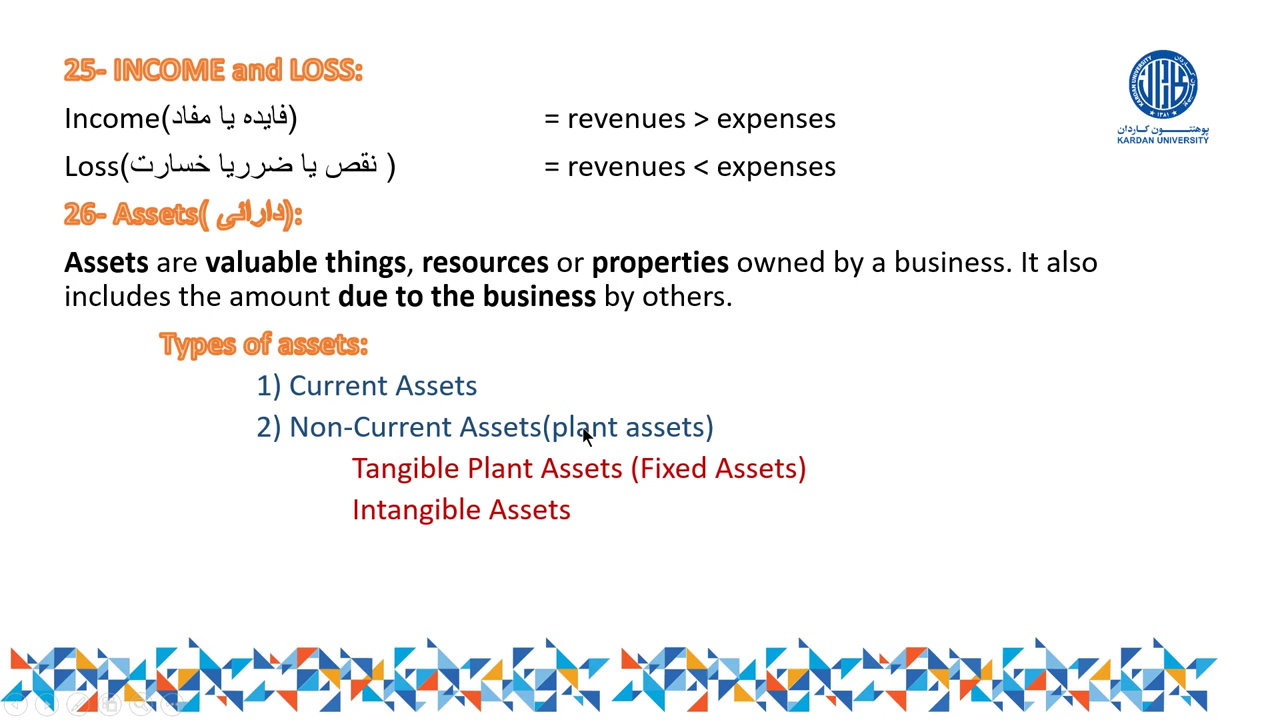 25- INCOME and LOSS:
Income(فایده یا مفاد) = revenues > expenses
Loss(نقص یا ضرریا خسارت ) = revenues < expenses
26- Assets( دارائی):
Assets are valuable things, resources or properties owned by a business. It also
includes the amount due to the business by others.
Types of assets:
1) Current Assets
2) Non-Current Assets(plant assets)
Tangible Plant Assets (Fixed Assets)
Intangible Assets
پوهنتــــون کــاردان
KARDAN UNIVERSITY